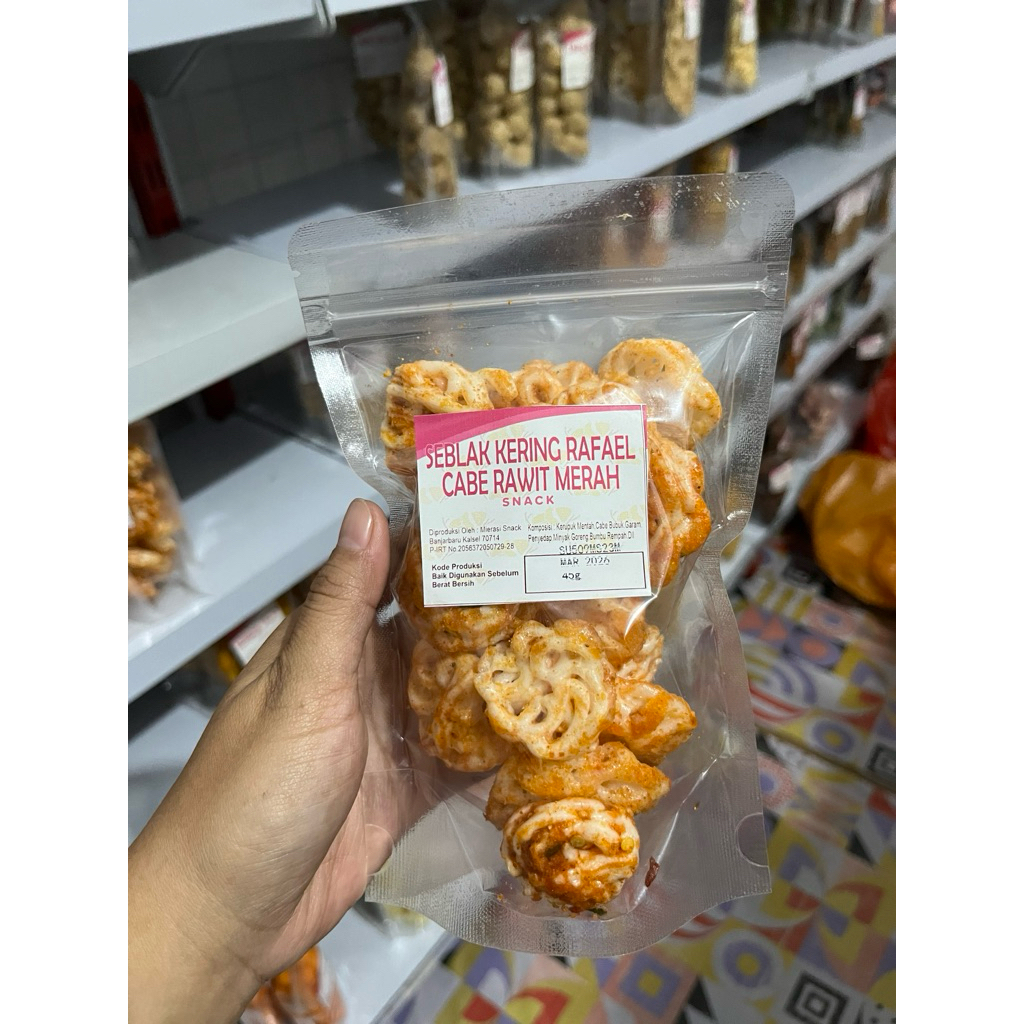 SEBLAK KERING RAFAEL
CABE RAWIT MERAH
SNACK
Diproduksi Oleh : Mierasi Snack
Banjarbaru Kalsel 70714
P-IRT No 2056372050729-28
Komposisi : Kerupuk Mentah,Cabe Bubuk,Garam,
Penyedap,Minyak Goreng,Bumbu Rempah,Dll
Kode Produksi
Baik Digunakan Sebelum
Berat Bersih
MAR 2026
45g